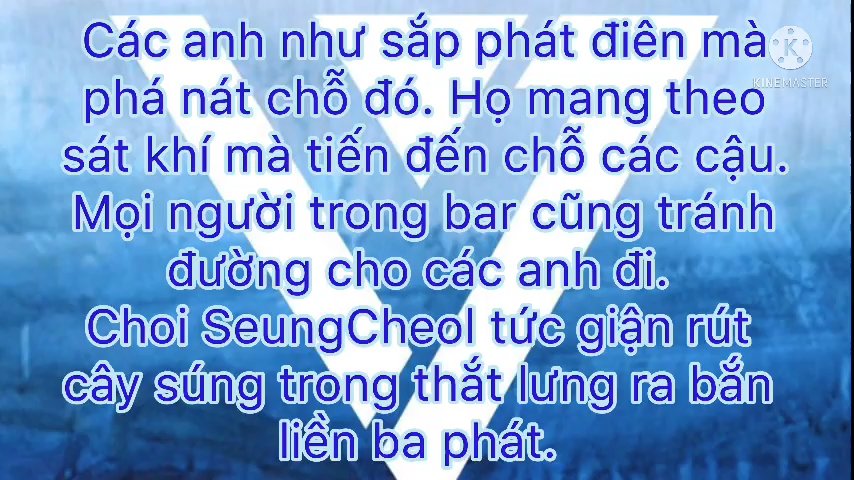 Các anh như sắp phát điên mà
phá nát chỗ đó. Họ mang theo
sát khí mà tiến đến chỗ các cậu.
Mọi người trong bar cũng tránh
đường cho các anh đi.
Choi SeungCheol tức giận rút
cây súng trong thắt lưng ra bắn
liền ba phát.
K
KINEMASTER